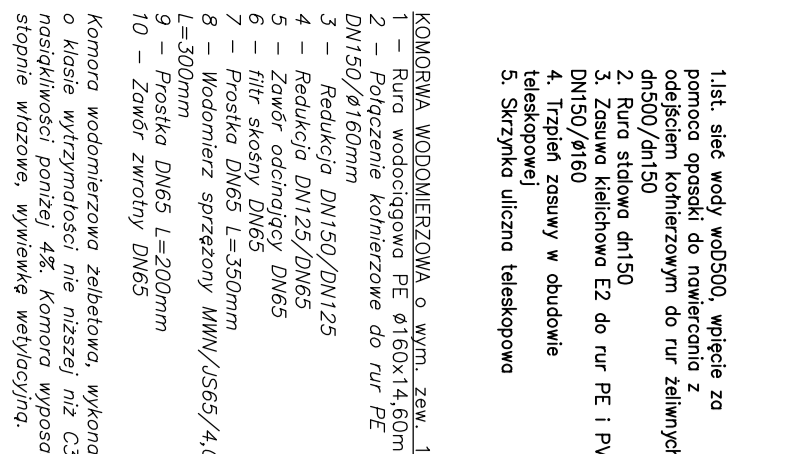 1.Ist. sieć wody woD500, wpięcie za
pomoca opasaki do nawiercania z
odejściem kołnierzowym do rur żeliwnych
dn500/dn150
2. Rura stalowa dn150
3. Zasuwa kielichowa E2 do rur PE i PV
DN150/ø160
4. Trzpień zasuwy w obudowie
teleskopowej
5. Skrzynka uliczna teleskopowa
KOMORWA WODOMIERZOWA o wym. zew. 1
1 – Rura wodociągowa PE ø160x14,60m
2 – Połączenie kołnierzowe do rur PE
DN150/ø160mm
3 – Redukcja DN150/DN125
4 – Redukcja DN125/DN65
5 – Zawór odcinający DN65
6 – filtr skośny DN65
7 – Prostka DN65 L=350mm
8 – Wodomierz sprzężony MWN/JS65/4,0
L=300mm
9 – Prostka DN65 L=200mm
10 – Zawór zwrotny DN65
Komora wodomierzowa żelbetowa, wykona
o klasie wytrzymałości nie niższej niż C3
nasiąkliwości poniżej 4%. Komora wyposa
stopnie włazowe, wywiewkę wetylacyjną.